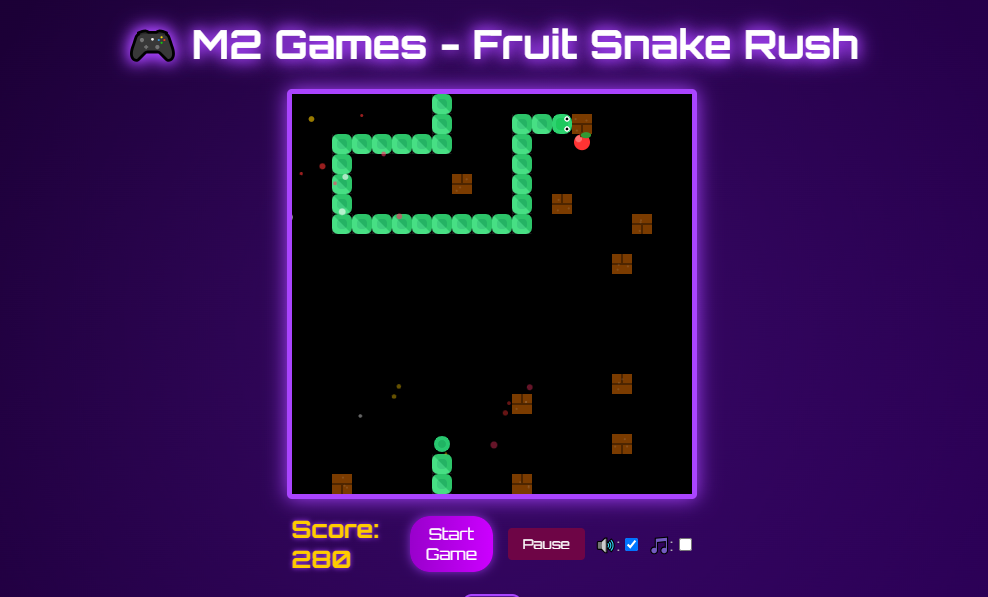 🎮 M2 Games - Fruit Snake Rush
Score:
280
Start
Game
Pause
🔊:
🎵: